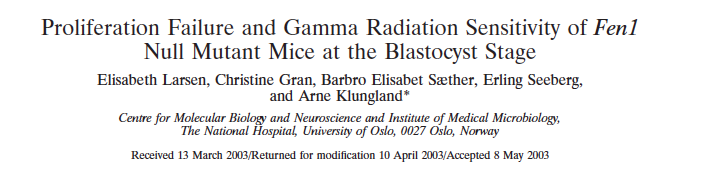 Proliferation Failure and Gamma Radiation Sensitivity of Fen1
Null Mutant Mice at the Blastocyst Stage
Elisabeth Larsen, Christine Gran, Barbro Elisabet Sæther, Erling Seeberg,
and Arne Klungland*
Centre for Molecular Biology and Neuroscience and Institute of Medical Microbiology,
The National Hospital, University of Oslo, 0027 Oslo, Norway
Received 13 March 2003/Returned for modification 10 April 2003/Accepted 8 May 2003